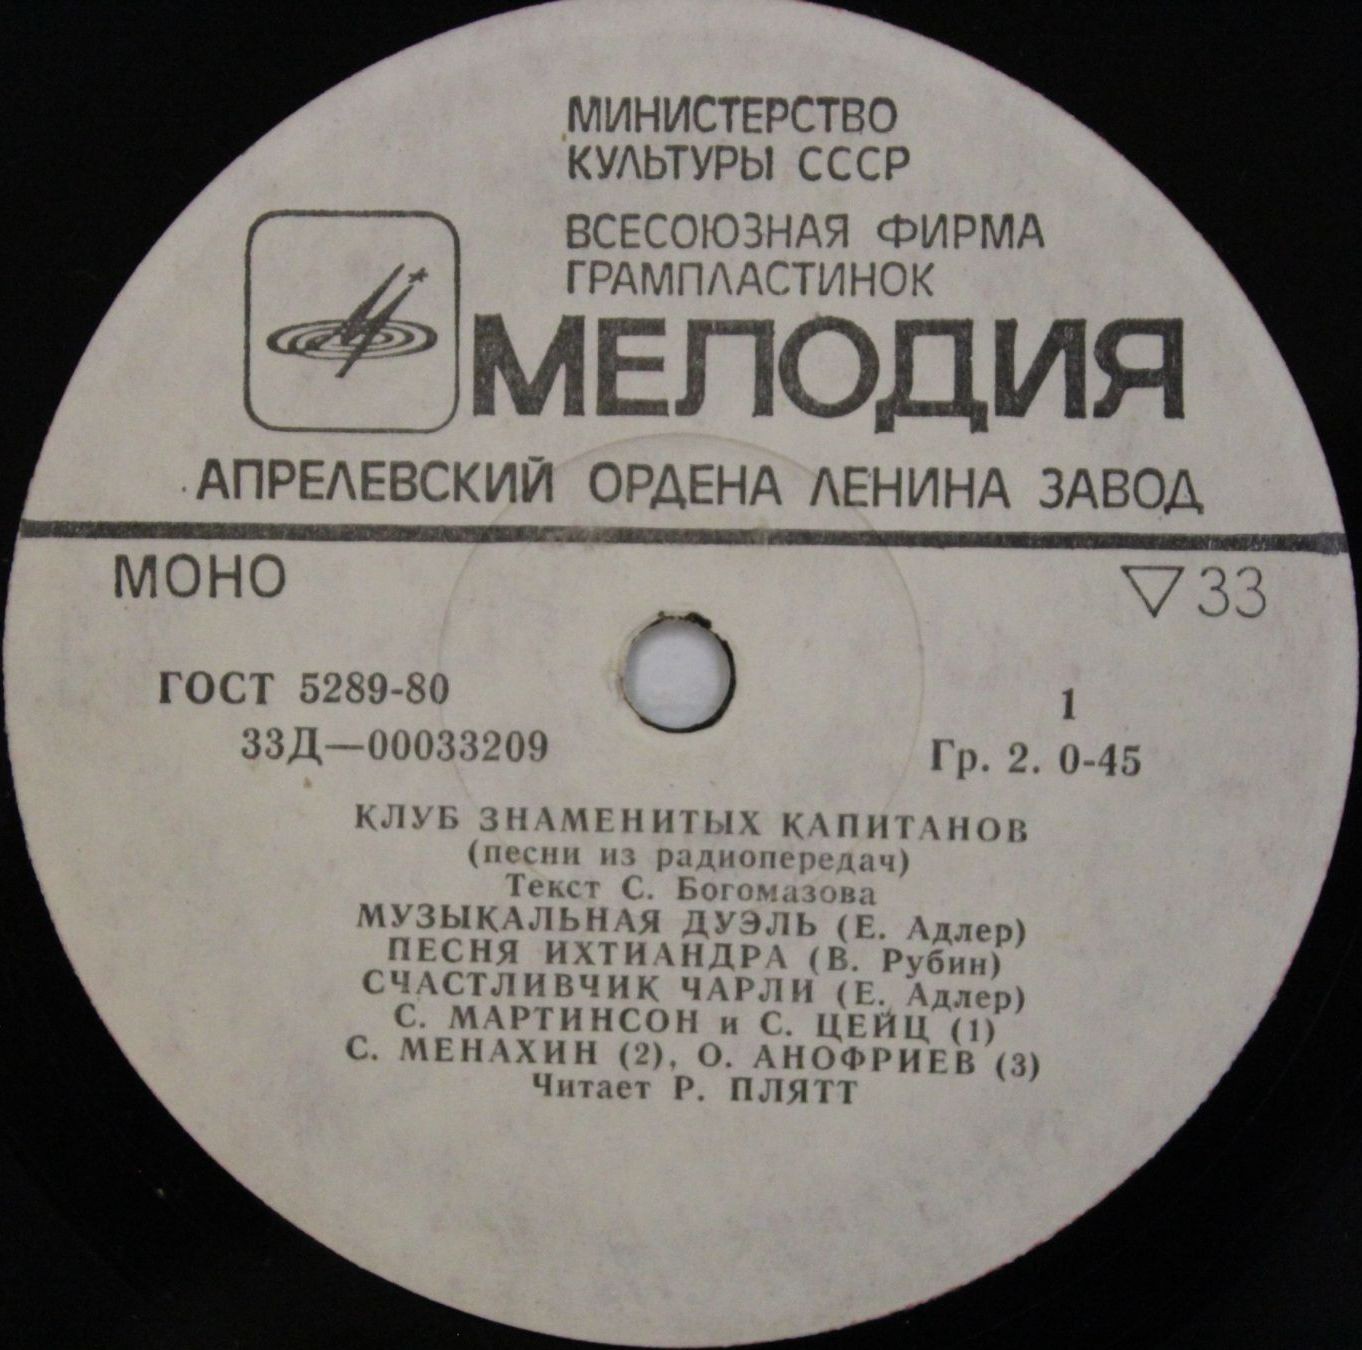 МИНИСТЕРСТВО
КУЛЬТУРЫ СССР
ВСЕСОЮЗНАЯ ФИРМА
ГРАМПЛАСТИНОК
МЕЛОДИЯ
АПРЕЛЕВСКИЙ ОРДЕНА ЛЕНИНА ЗАВОД
МОНО
▽33
ГОСТ 5289-80
33Д—00033209
1
Гр. 2. 0-45
КЛУБ ЗНАМЕНИТЫХ КАПИТАНОВ
(песни из радиопередач)
Текст С. Богомазова
МУЗЫКАЛЬНАЯ ДУЭЛЬ (Е. Адлер)
ПЕСНЯ ИХТИАНДРА (В. Рубин)
СЧАСТЛИВЧИК ЧАРЛИ (Е. Адлер)
С. МАРТИНСОН и С. ЦЕЙЦ (1)
С. МЕНАХИН (2), О. АНОФРИЕВ (3)
Читает Р. ПЛЯТТ